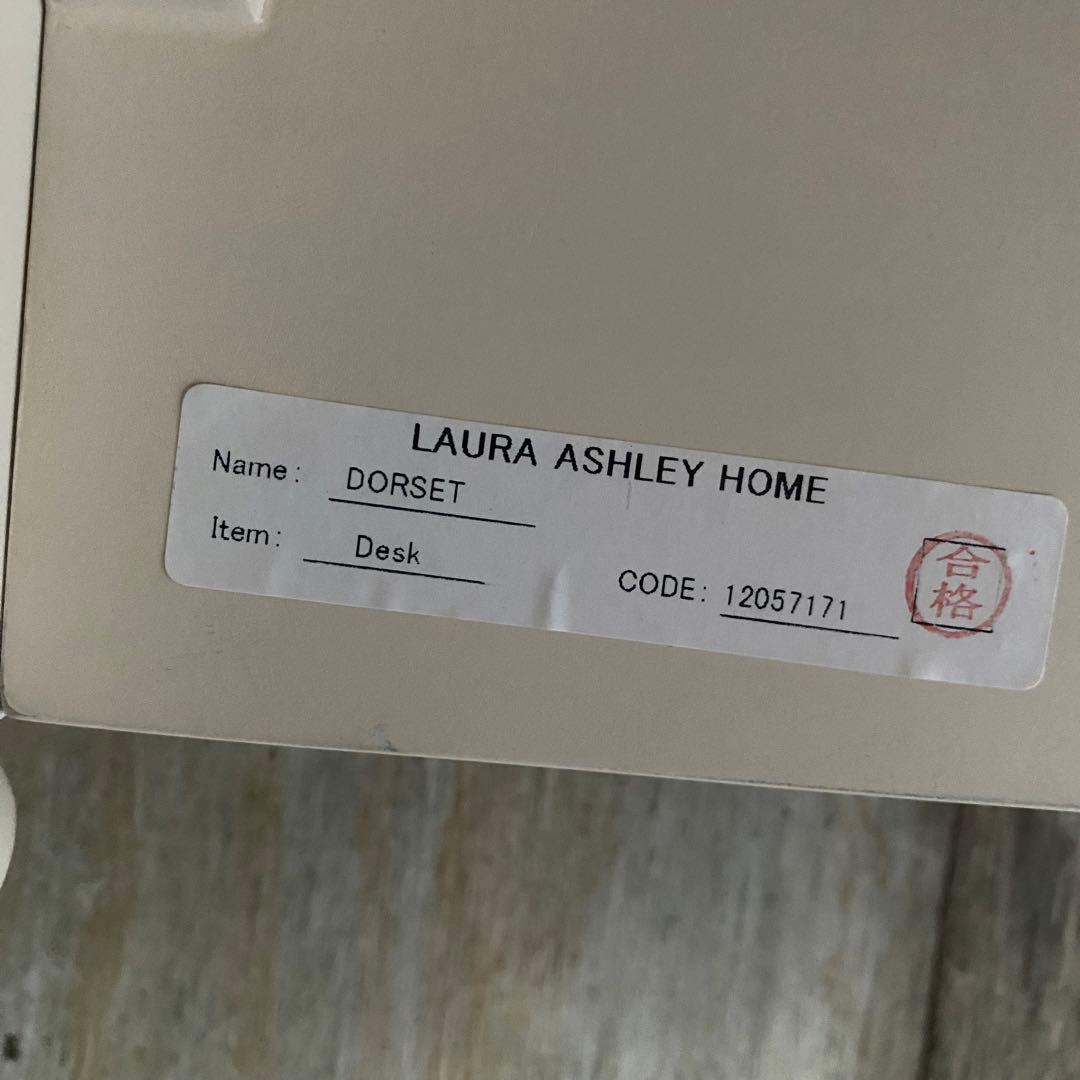 LAURA ASHLEY HOME
Name: DORSET
Item: Desk
CODE: 12057171
合格